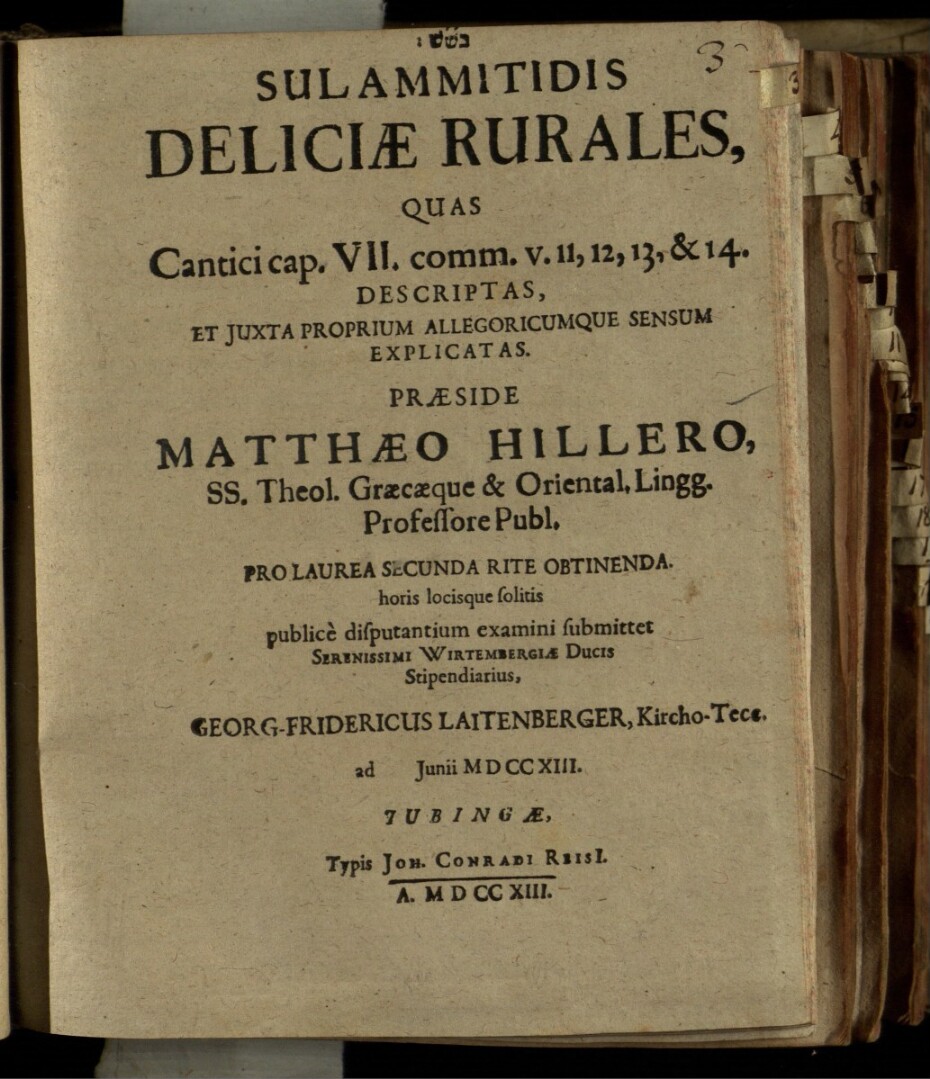 3
SULAMMITIDIS
DELICIÆ RURALES,
QUAS
Cantici cap. VII. comm. v. 11, 12, 13, & 14.
DESCRIPTAS,
ET JUXTA PROPRIUM ALLEGORICUMQUE SENSUM
EXPLICATAS.
PRÆSIDE
MATTHÆO HILLERO,
SS. Theol. Græcæque & Oriental. Lingg.
Profeſſore Publ.
PRO LAUREA SECUNDA RITE OBTINENDA.
horis locisque ſolitis
publicè diſputantium examini ſubmittet
SERENISSIMI WIRTEMBERGIÆ DUCIS
Stipendiarius,
GEORG-FRIDERICUS LAITENBERGER, Kircho-Tecc.
ad Junii MDCCXIII.
TUBINGÆ,
Typis JOH. CONRADI REISI.
A. MDCCXIII.